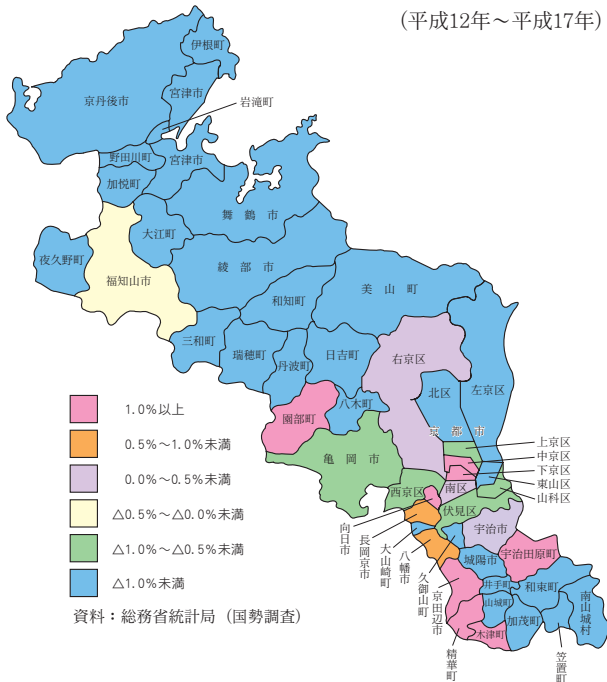 (平成12年～平成17年)
伊根町
京丹後市
宮津市
岩滝町
野田川町
宮津市
加悦町
舞鶴市
大江町
夜久野町
福知山市
綾部市
美山町
和知町
三和町
瑞穂町
丹波町
日吉町
右京区
北区
左京区
園部町
八木町
京都市
亀岡市
上京区
中京区
下京区
東山区
山科区
西京区
南区
伏見区
宇治市
向日市
長岡京市
大山崎町
八幡市
久御山町
城陽市
宇治田原町
京田辺市
井手町
山城町
和東町
南山城村
精華町
木津町
加茂町
笠置町
1.0%以上
0.5%～1.0%未満
0.0%～0.5%未満
△0.5%～△0.0%未満
△1.0%～△0.5%未満
△1.0%未満
資料：総務省統計局（国勢調査）